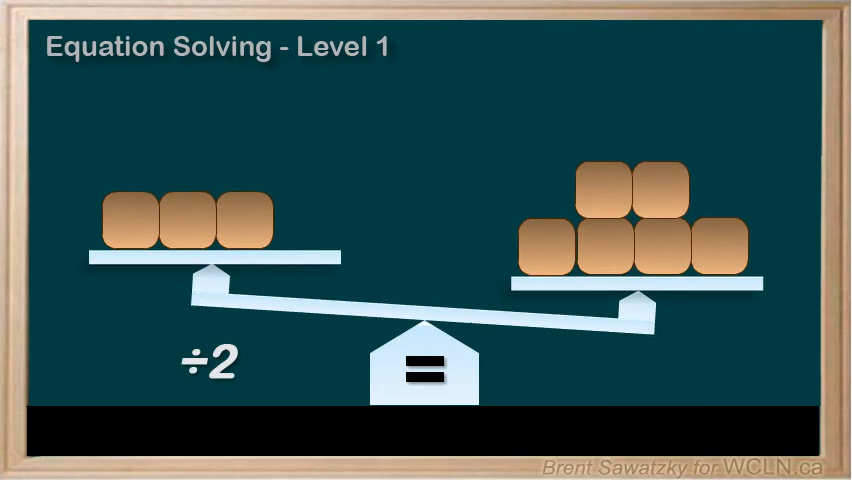 Equation Solving - Level 1
÷2
=
Brent Sawatzky for WCLN.ca